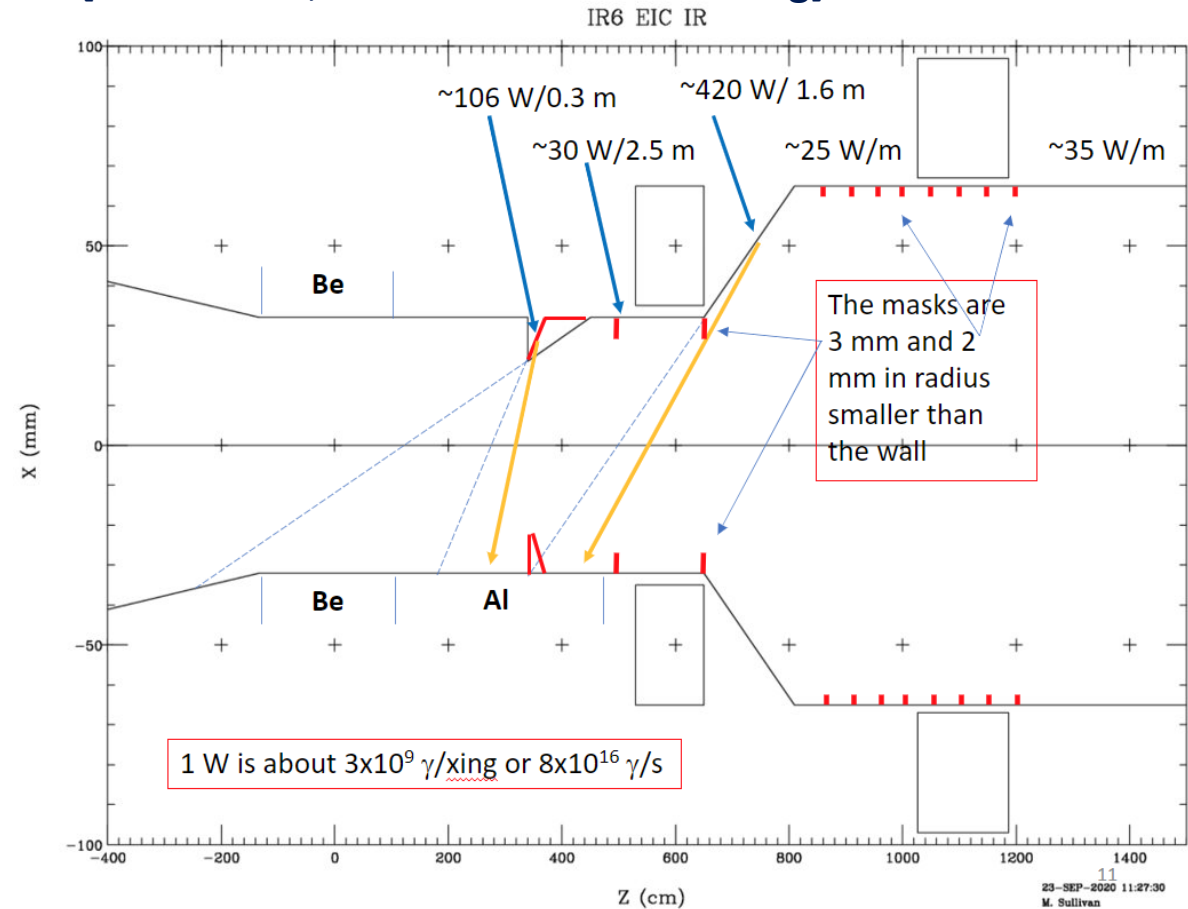 IR6 EIC IR
100
50
0
−50
−100
X (mm)
~106 W/0.3 m
~420 W/ 1.6 m
~30 W/2.5 m
~25 W/m
~35 W/m
Be
The masks are
3 mm and 2
mm in radius
smaller than
the wall
Be
Al
1 W is about 3x10⁹ γ/xing or 8x10¹⁶ γ/s
−400
−200
0
200
400
600
800
1000
1200
1400
Z (cm)
11
23−SEP−2020 11:27:30
M. Sullivan